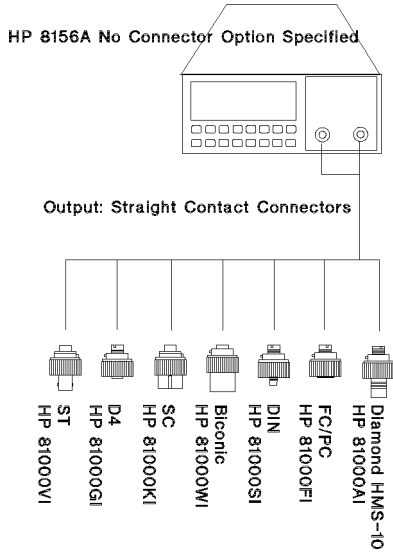 HP 8156A No Connector Option Specified
Output: Straight Contact Connectors
ST
HP 81000VI
D4
HP 81000GI
SC
HP 81000KI
Biconic
HP 81000WI
DIN
HP 81000SI
FC/PC
HP 81000FI
Diamond HMS-10
HP 81000AI